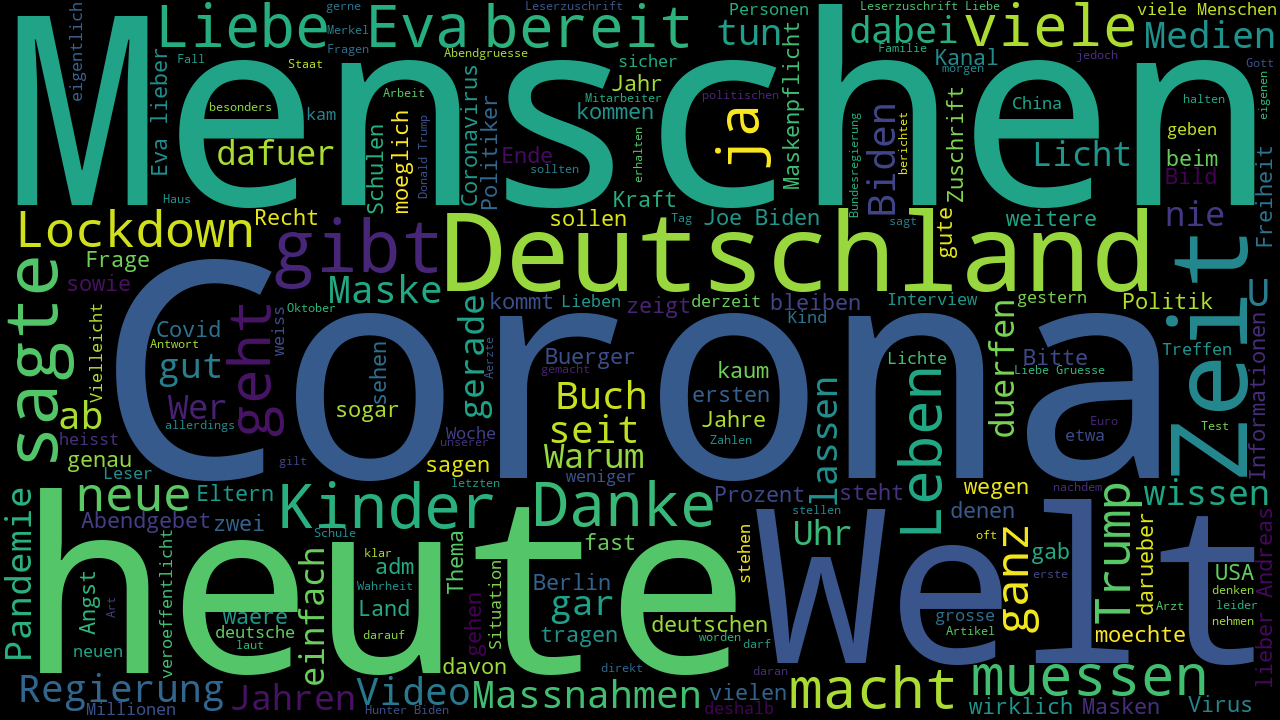 Menschen
Corona
heute
Welt
Deutschland
Liebe
Eva
bereit
tun
dabei
viele
Medien
viele Menschen
Personen
Leserzuschrift
Leserzuschrift Liebe
gerne
Merkel
Fragen
Abendgruesse
Familie
Kanal
morgen
jedoch
Gott
eigentlich
Fall
Staat
Eva lieber
besonders
kam
Arbeit
sicher
Jahr
Mitarbeiter
kommen
politischen
Maskenpflicht
China
halten
eigenen
geben
beim
Bild
Licht
Biden
berichtet
Zuschrift
Bundesregierung
ja
dafuer
Schulen
moeglich
Donald Trump
Coronavirus
Politiker
Ende
sollten
erhalten
Kraft
Haus
Lockdown
Recht
gibt
sollen
Tag
Joe Biden
sagt
gute
weitere
nie
Freiheit
Frage
sowie
Maske
sagte
Vielleicht
Covid
Antwort
gut
geht
weiss
Oktober
Wer
ab
allerdings
heisst
genau
Leser
sehen
sogar
gilt
gerade
Aerzte
kommt
Lieben
zeigt
derzeit
bleiben
Kind
Interview
gestern
Politik
Buerger
gemacht
kaum
Buch
ersten
seit
Jahre
Warum
Zahlen
weniger
Woche
unserer
sagen
letzten
lassen
Lichte
Leben
duerfen
Bitte
Liebe Gruesse
Euro
etwa
Test
Treffen
zeit
U
Informationen
neue
Eltern
Kinder
Danke
Prozent
steht
wegen
denen
nachdem
wissen
Pandemie
Abendgebet
zwei
Schule
veroeffentlicht
Angst
Art
waere
deutsche
laut
neuen
einfach
klar
adm
Wahrheit
Land
darauf
Thema
situation
gehen
fast
Berlin
gar
tragen
deutschen
worden
stehen
darf
direkt
daran
stellen
Uhr
oft
gab
erste
ganz
grosse
Artikel
Trump
darueber
moechte
Arzt
USA
denken
leider
nehmen
lieber Andreas
Regierung
Millionen
Jahren
Video
Hunter Biden
davon
Massnahmen
vielen
deshalb
macht
muessen
wirklich
Masken
Virus